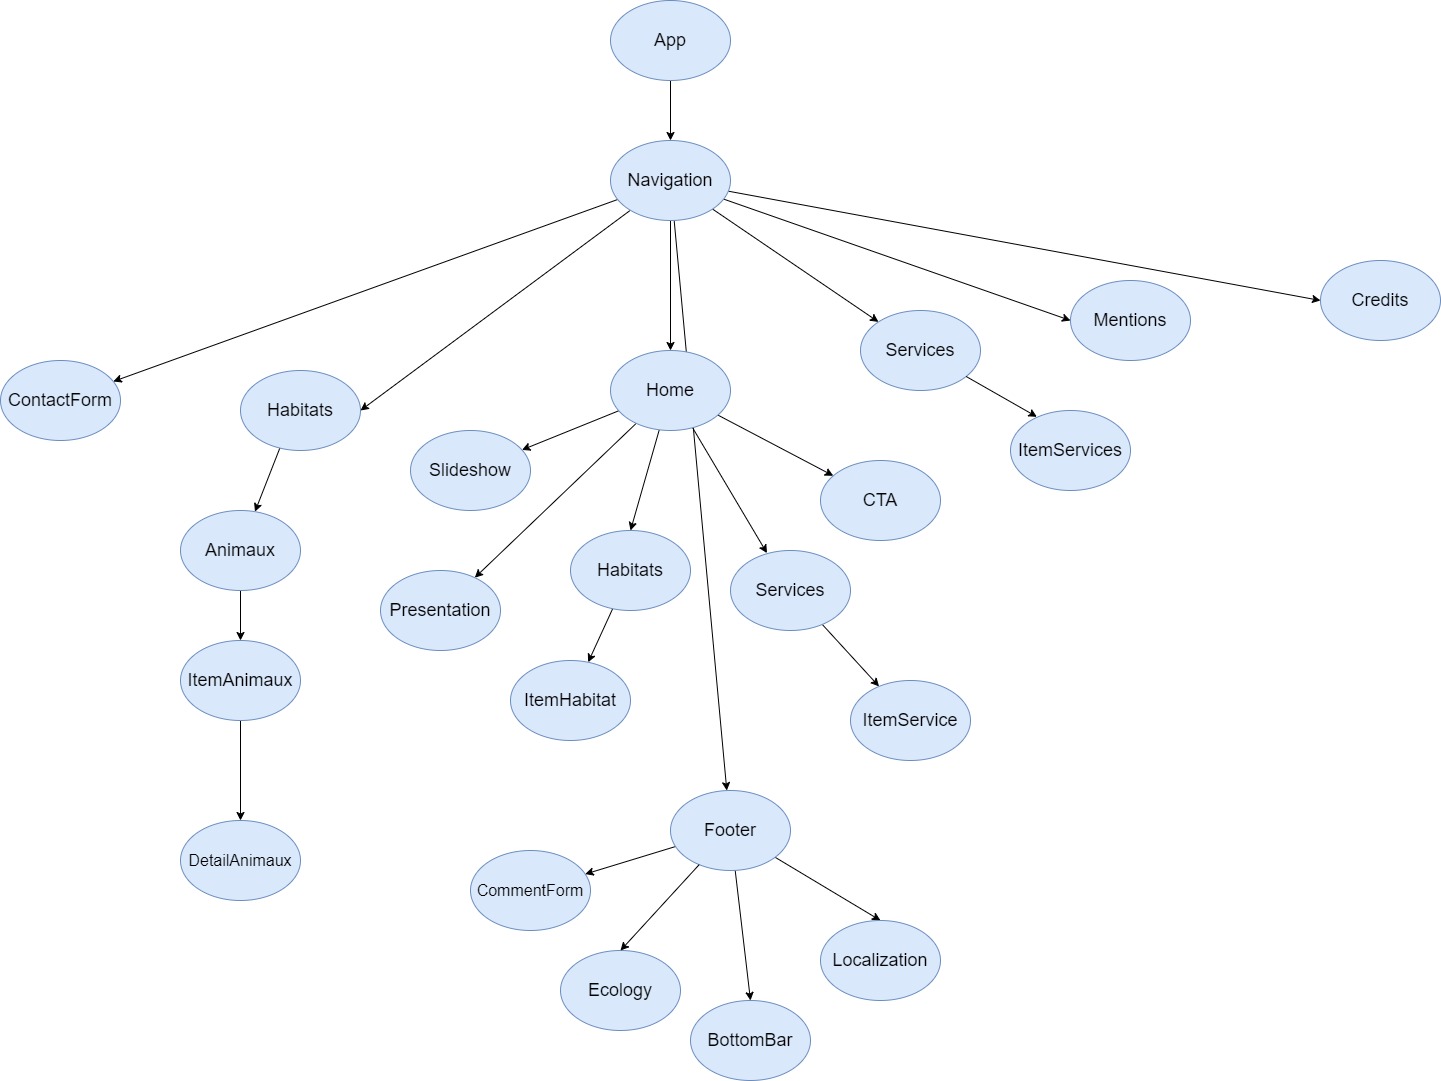 App
Navigation
Credits
Mentions
Services
Home
ContactForm
Habitats
ItemServices
Slideshow
CTA
Animaux
Habitats
Services
Presentation
ItemAnimaux
ItemHabitat
ItemService
Footer
DetailAnimaux
CommentForm
Localization
Ecology
BottomBar